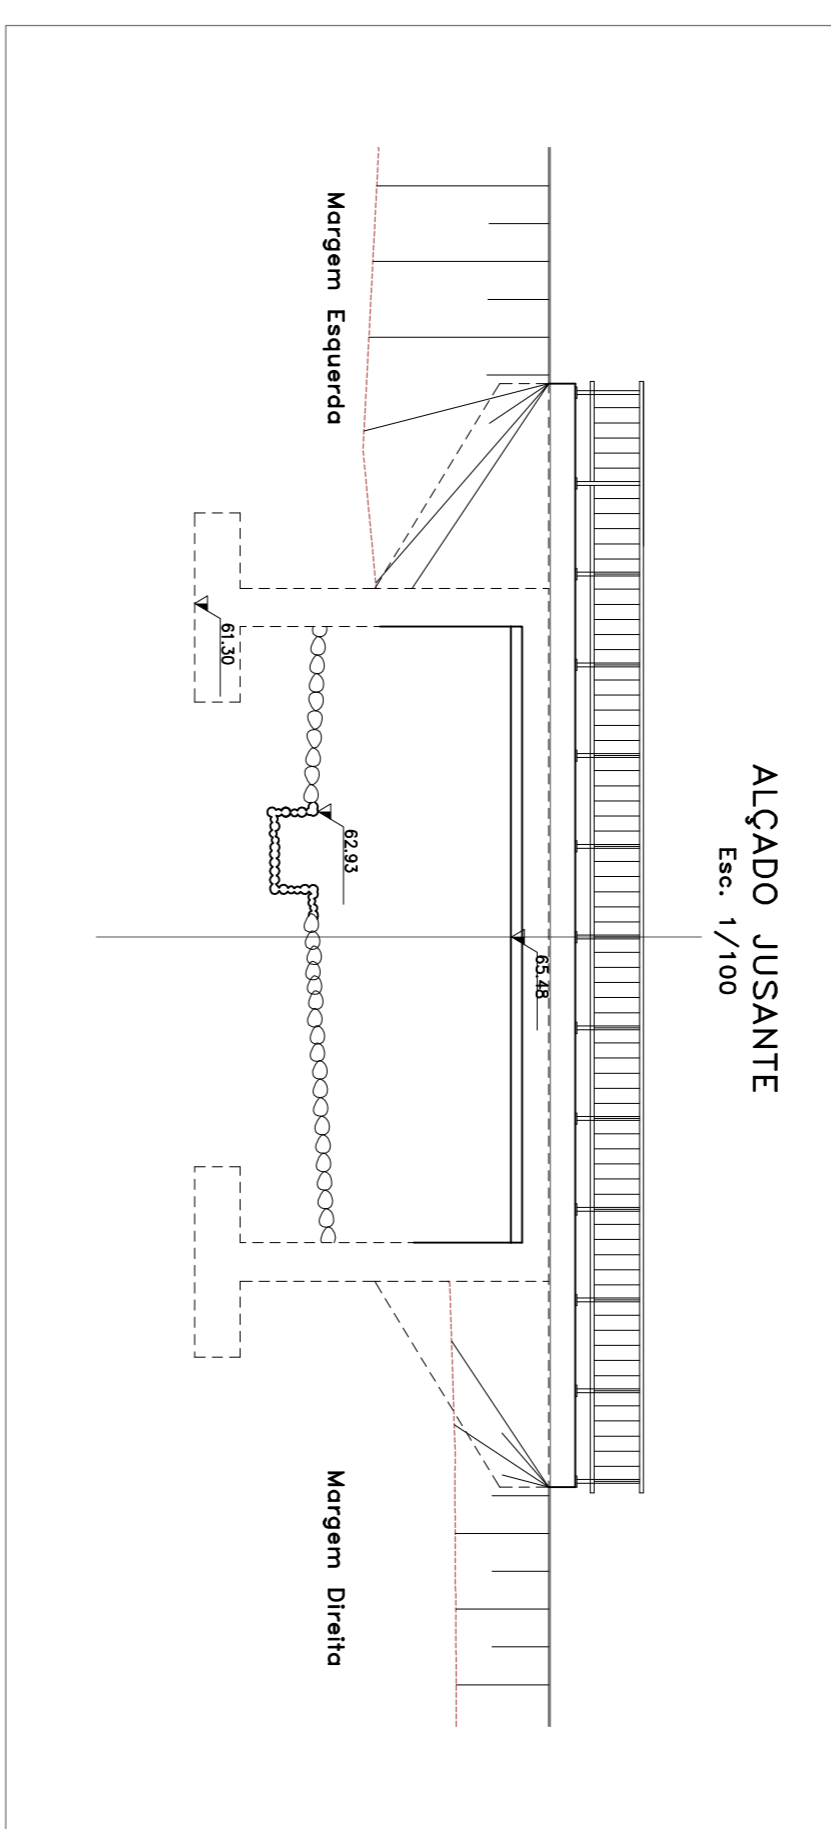 ALÇADO JUSANTE
Esc. 1/100
65.48
62.93
61.30
Margem Esquerda
Margem Direita